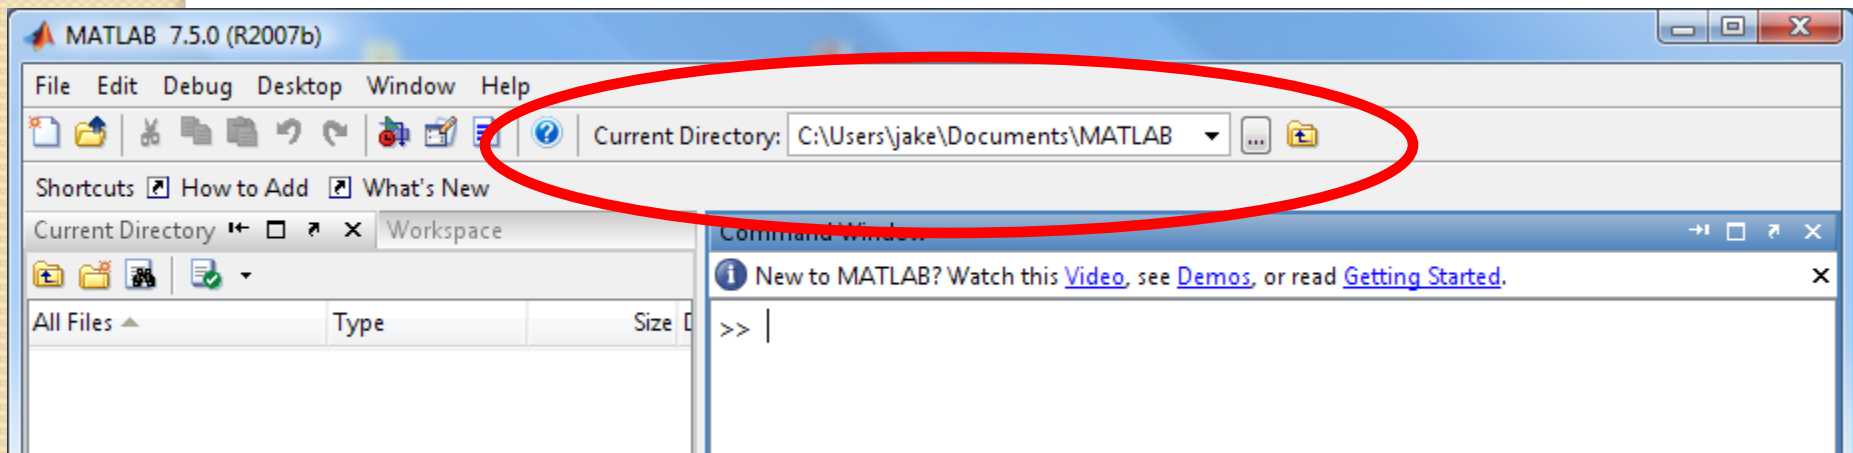 MATLAB 7.5.0 (R2007b)
File Edit Debug Desktop Window Help
Current Directory: C:\Users\jake\Documents\MATLAB ...
Shortcuts How to Add What's New
Current Directory Workspace
Command Window
New to MATLAB? Watch this Video, see Demos, or read Getting Started.
All Files Type Size D
>>